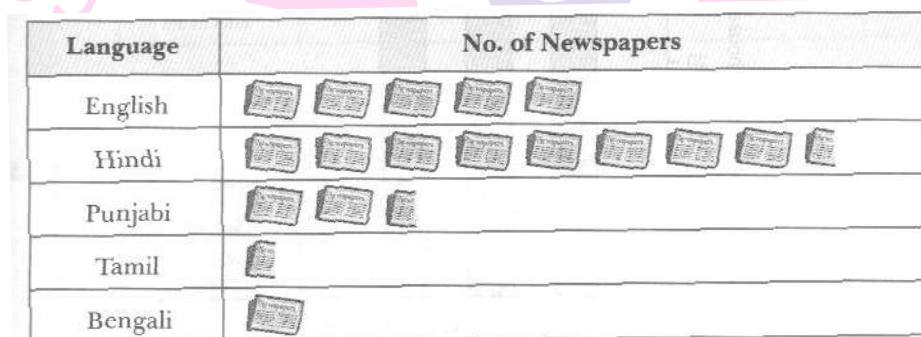 Language No. of Newspapers
English
Hindi
Punjabi
Tamil
Bengali